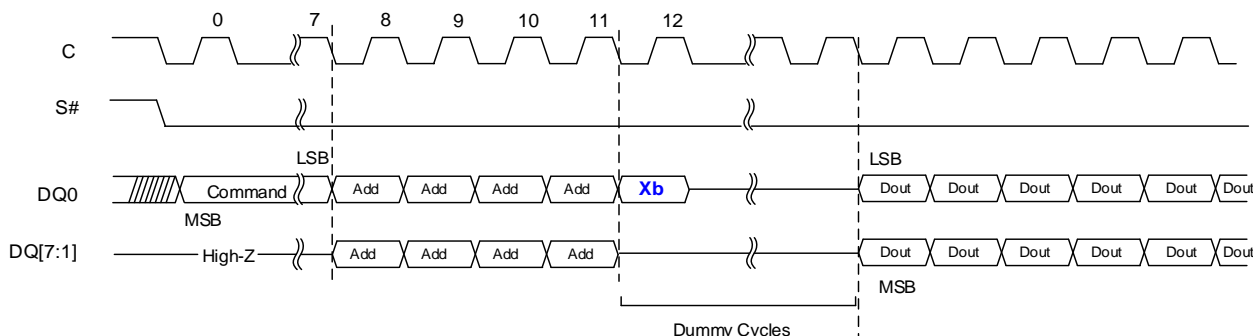 0 7 8 9 10 11 12
C
S#
LSB LSB
DQ0 Command Add Add Add Add Xb Dout Dout Dout Dout Dout Dout
MSB
DQ[7:1] High-Z Add Add Add Add Dout Dout Dout Dout Dout Dout
MSB
Dummy Cycles